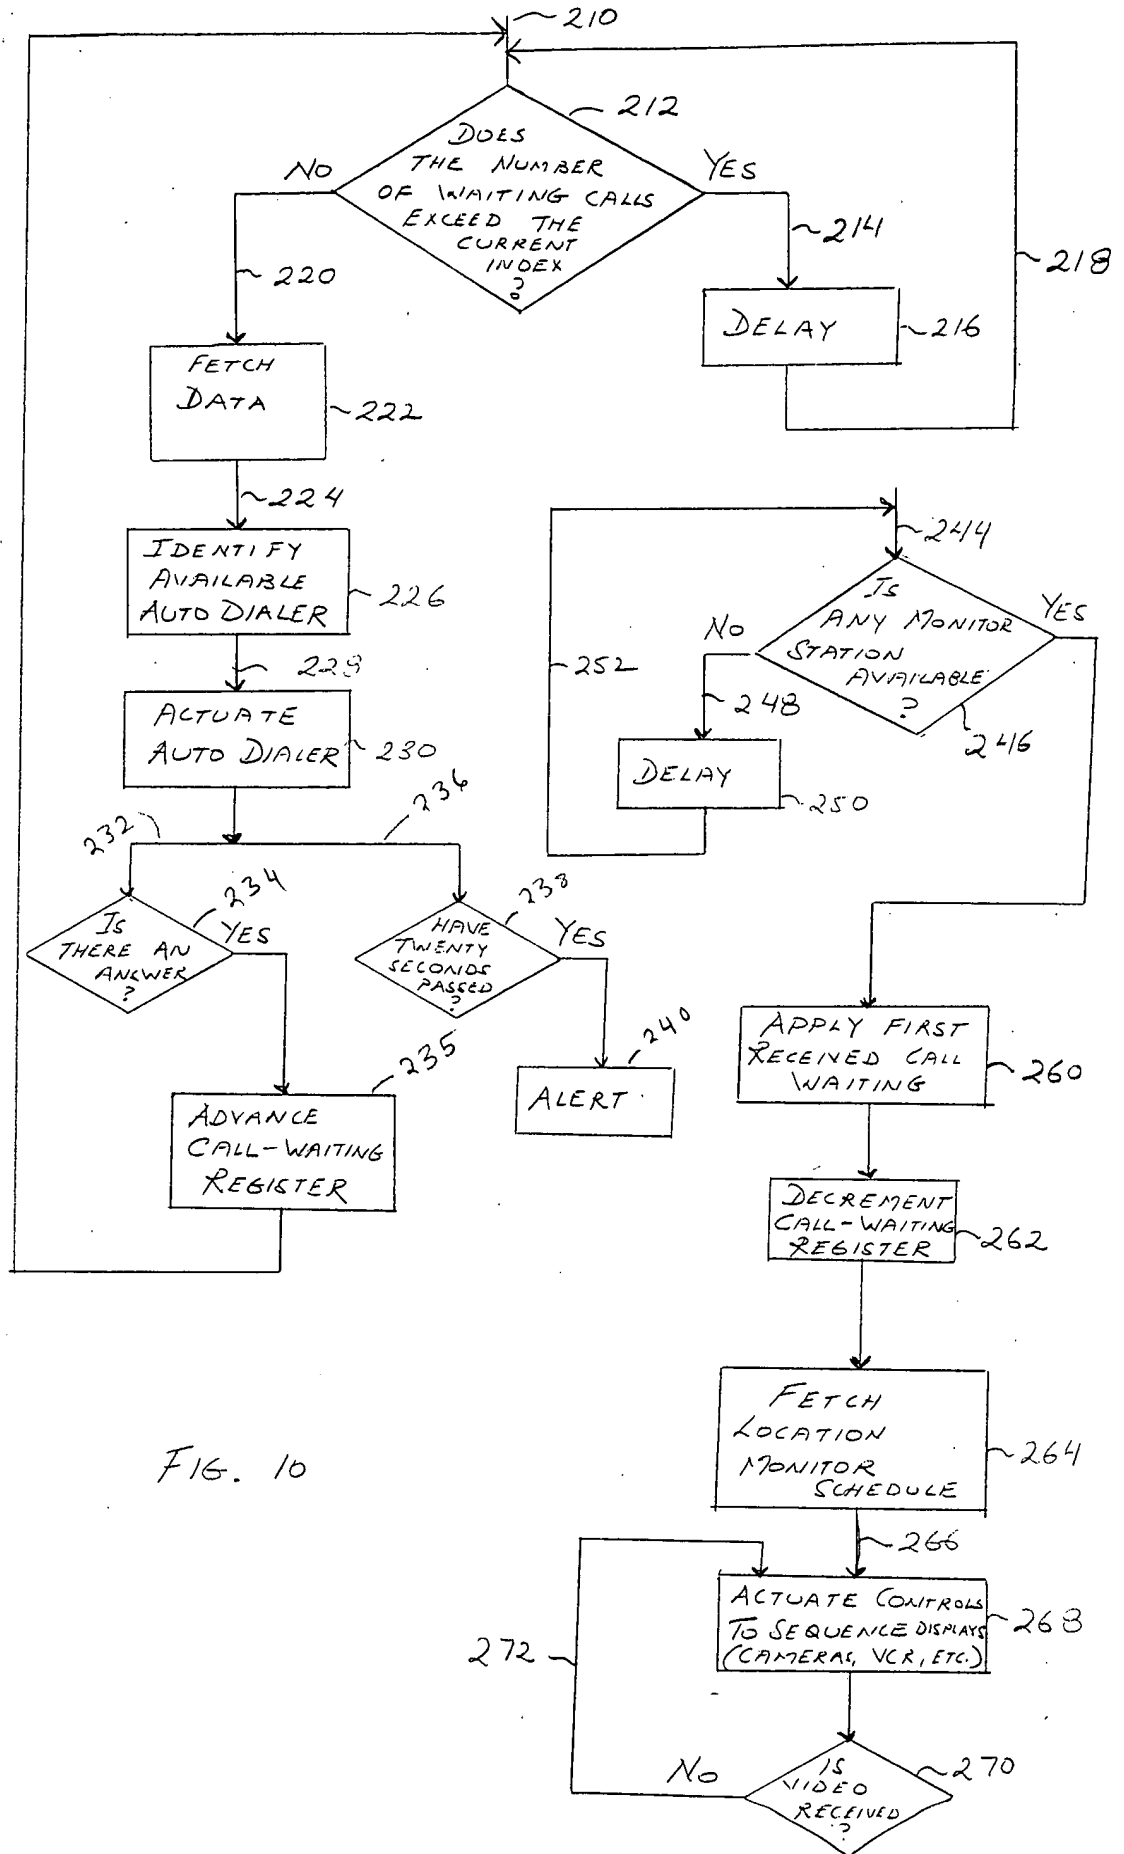 210
212
DOES
THE NUMBER
OF WAITING CALLS
EXCEED THE
CURRENT
INDEX
?
NO
YES
214
218
220
DELAY
216
FETCH
DATA
222
224
IDENTIFY
AVAILABLE
AUTO DIALER
226
228
ACTUATE
AUTO DIALER
230
232
236
234
IS
THERE AN
ANSWER
?
YES
238
HAVE
TWENTY
SECONDS
PASSED
?
YES
235
ADVANCE
CALL-WAITING
REGISTER
240
ALERT
244
IS
ANY MONITOR
STATION
AVAILABLE
?
NO
YES
246
252
248
DELAY
250
APPLY FIRST
RECEIVED CALL
WAITING
260
DECREMENT
CALL-WAITING
REGISTER
262
FETCH
LOCATION
MONITOR
SCHEDULE
264
266
ACTUATE CONTROLS
TO SEQUENCE DISPLAYS
(CAMERAS, VCR, ETC.)
268
272
NO
IS
VIDEO
RECEIVED
?
270
FIG. 10